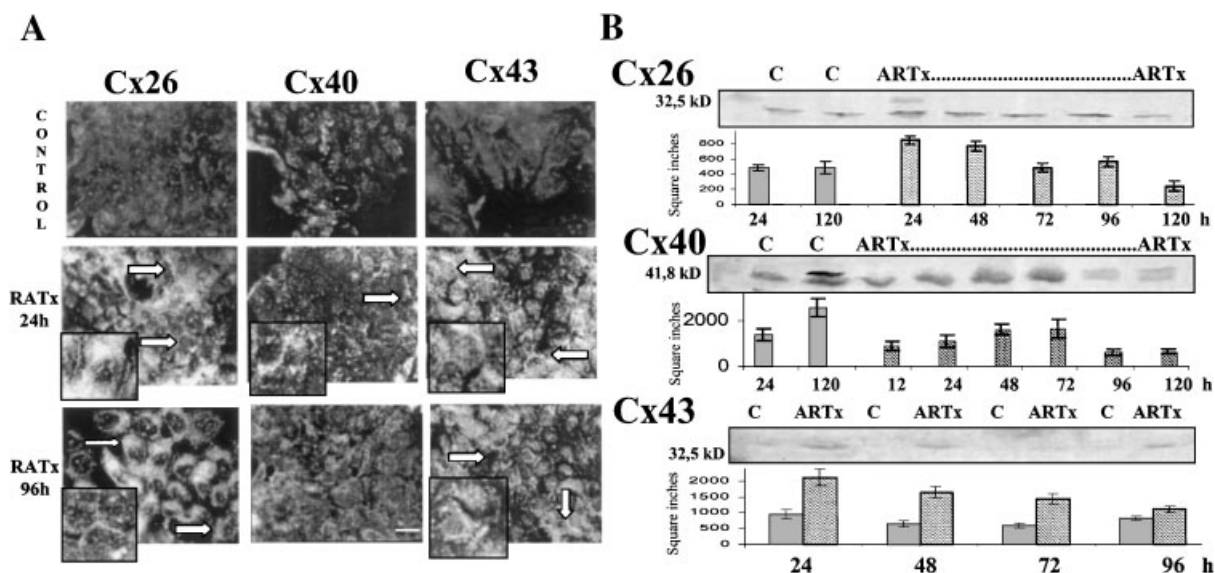 A
Cx26 Cx40 Cx43
CONTROL
RATx
24h
RATx
96h
B
Cx26 C C ARTx..................................ARTx
32,5 kD
Square inches
800
600
400
200
0
24 120 24 48 72 96 120 h
Cx40 C C ARTx..................................ARTx
41,8 kD
Square inches
2000
0
24 120 12 24 48 72 96 120 h
Cx43 C ARTx C ARTx C ARTx C ARTx
32,5 kD
Square inches
2000
1500
1000
500
0
24 48 72 96 h